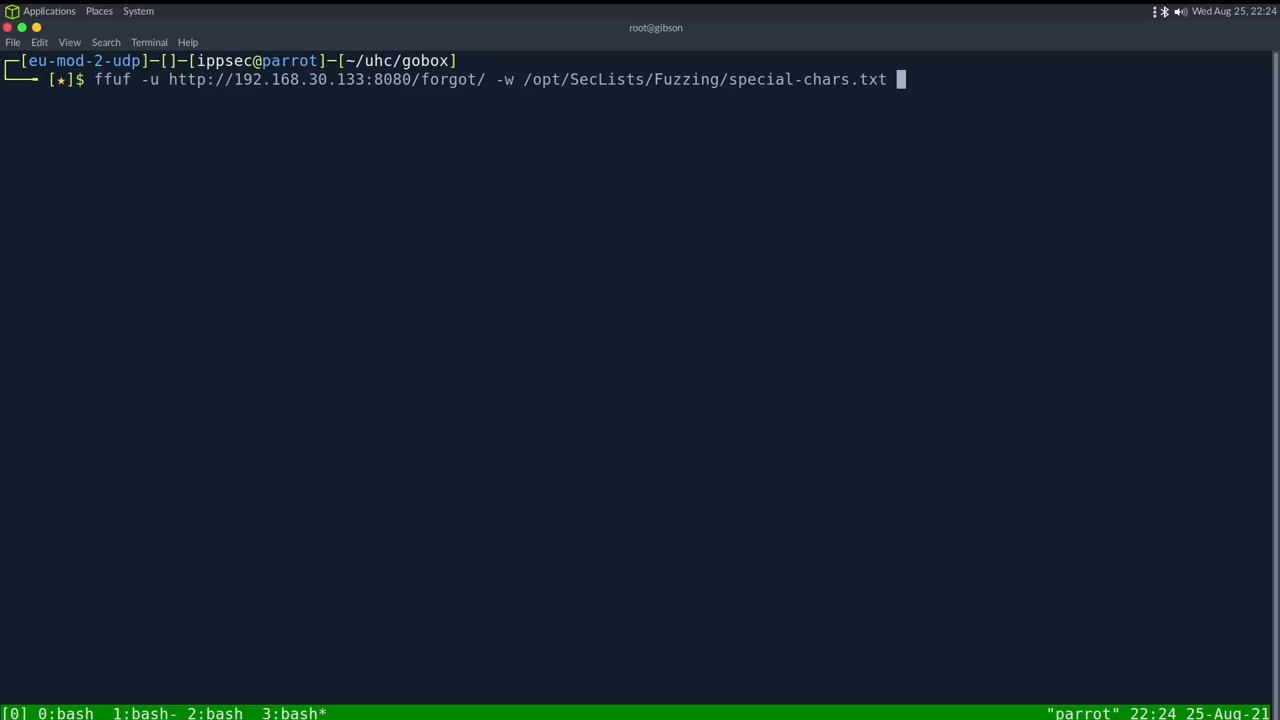 Applications Places System Wed Aug 25, 22:24
root@gibson
File Edit View Search Terminal Help
┌─[eu-mod-2-udp]─[]─[ippsec@parrot]─[~/uhc/gobox]
└──╼ [★]$ ffuf -u http://192.168.30.133:8080/forgot/ -w /opt/SecLists/Fuzzing/special-chars.txt
[0] 0:bash  1:bash- 2:bash  3:bash* "parrot" 22:24 25-Aug-21